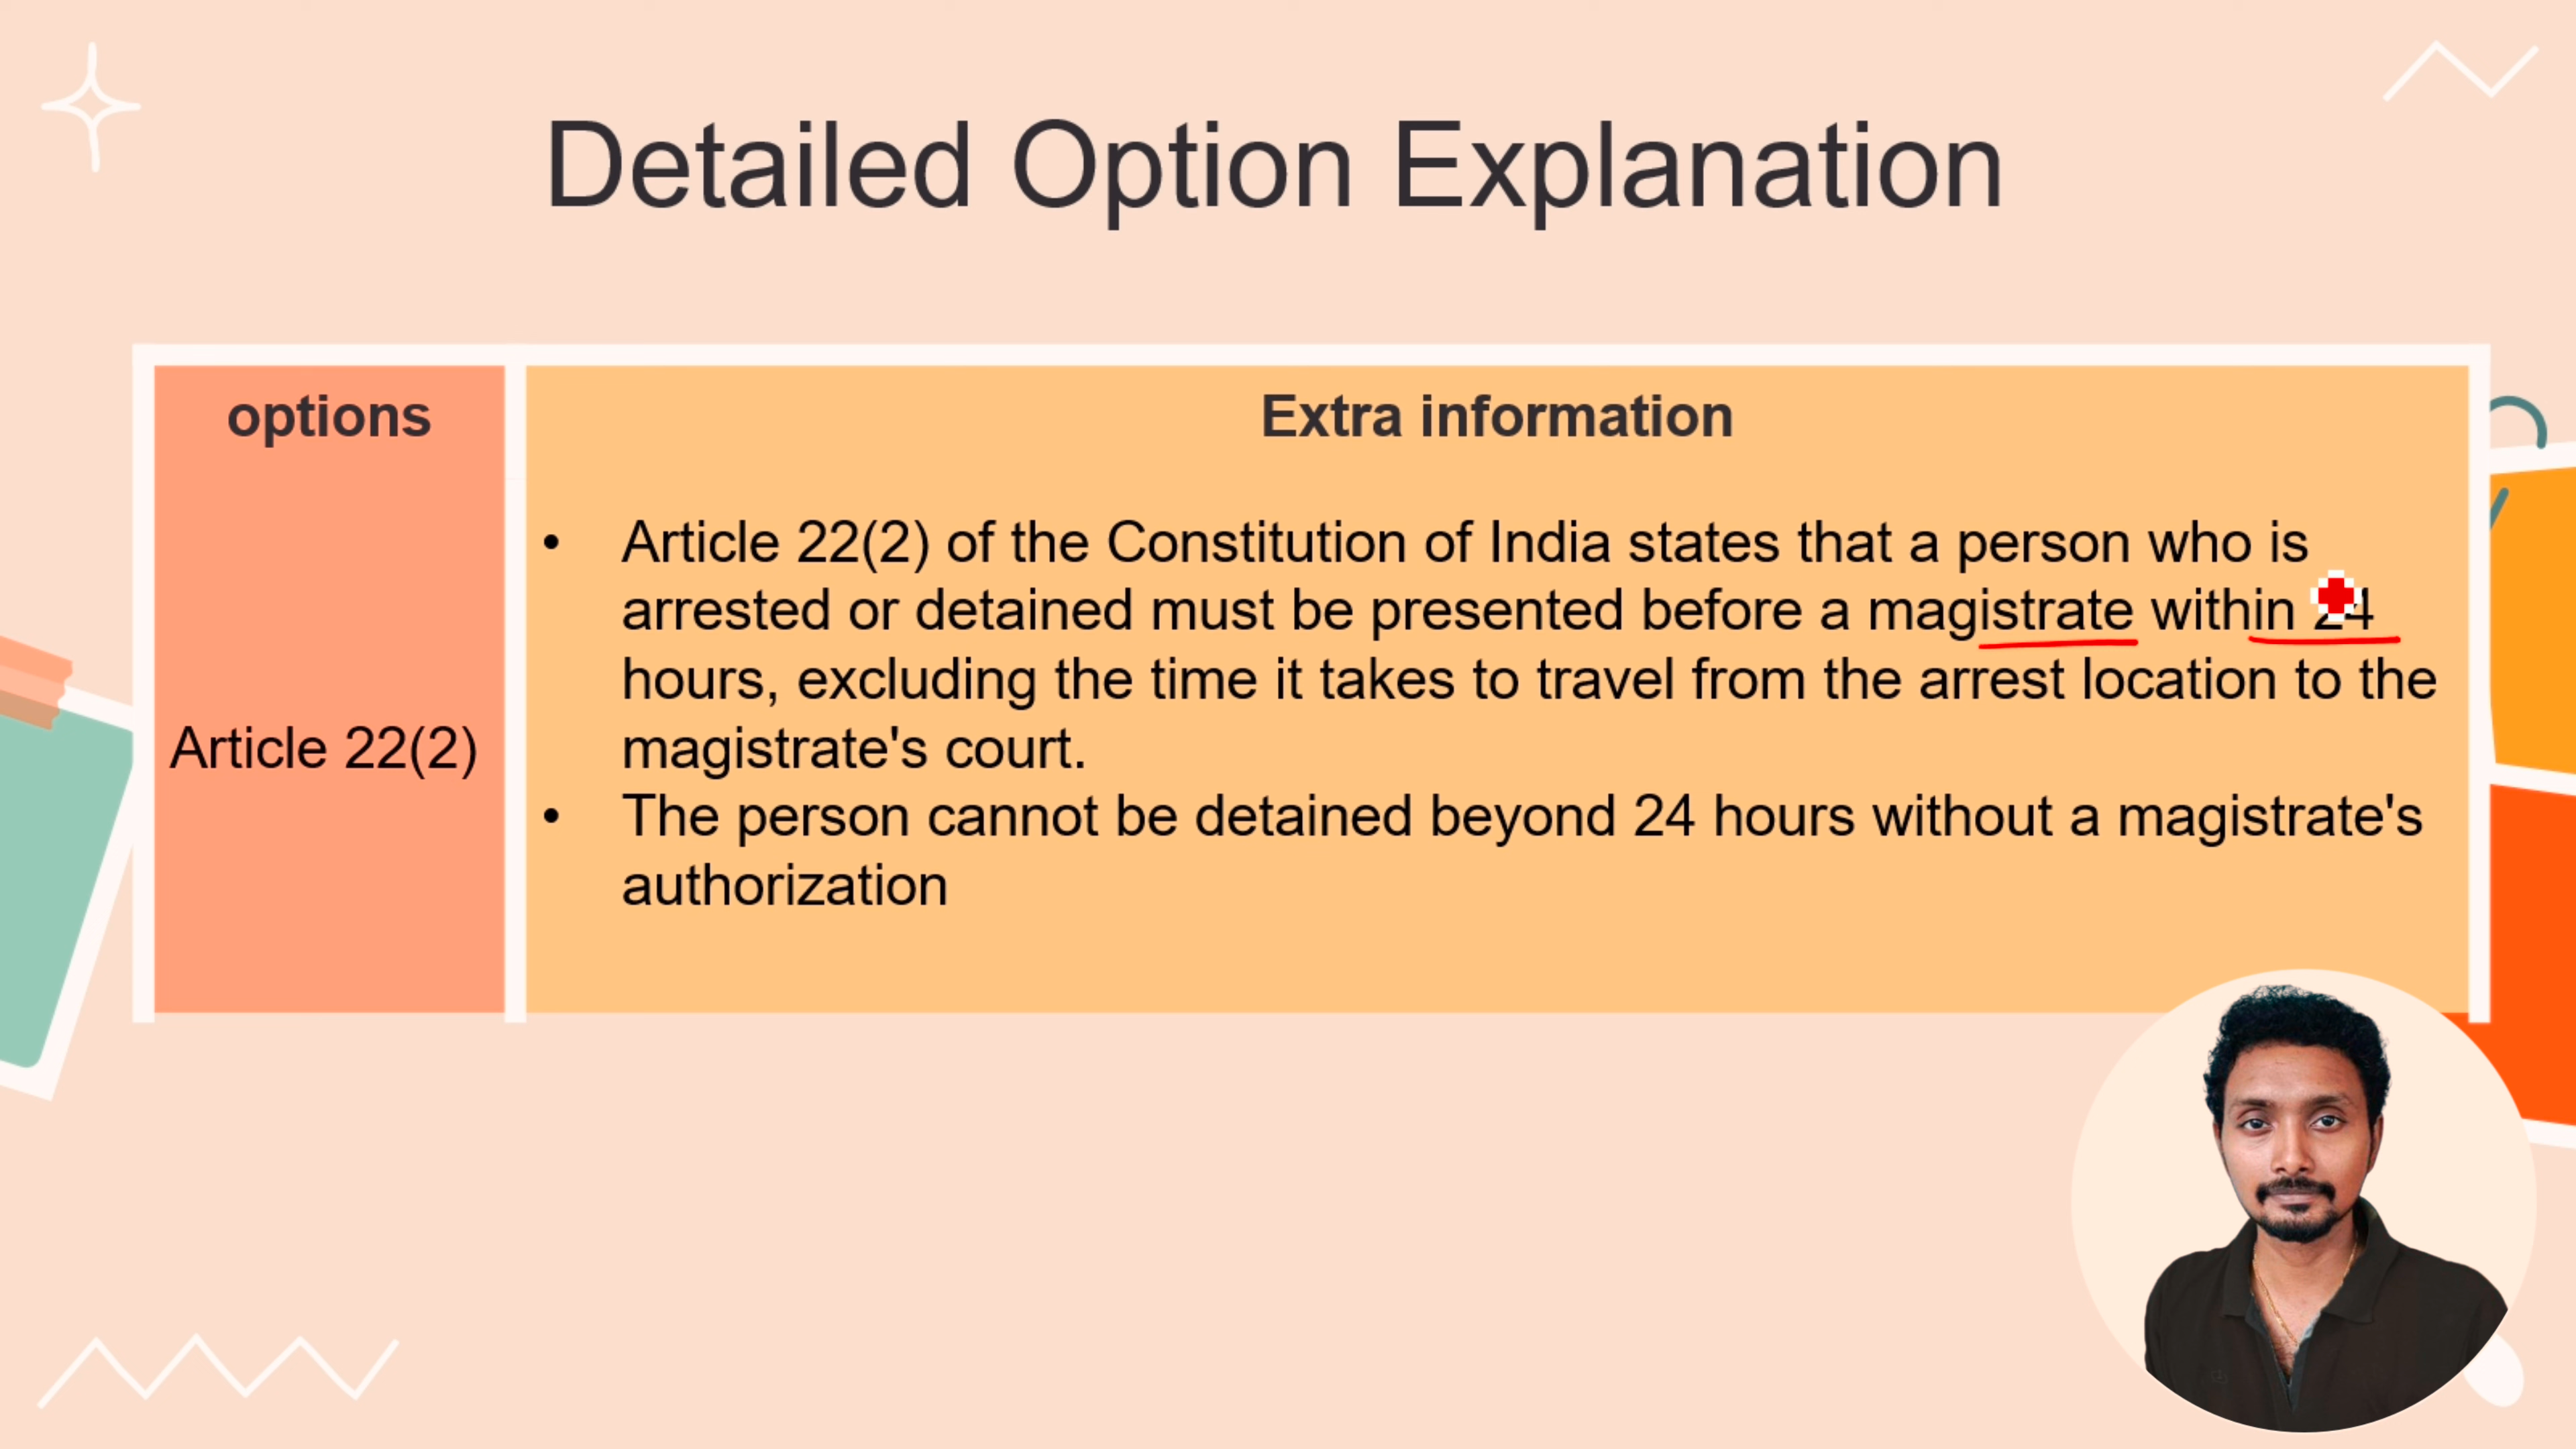 Detailed Option Explanation
options
Extra information
Article 22(2)
• Article 22(2) of the Constitution of India states that a person who is
arrested or detained must be presented before a magistrate within 24
hours, excluding the time it takes to travel from the arrest location to the
magistrate's court.
• The person cannot be detained beyond 24 hours without a magistrate's
authorization